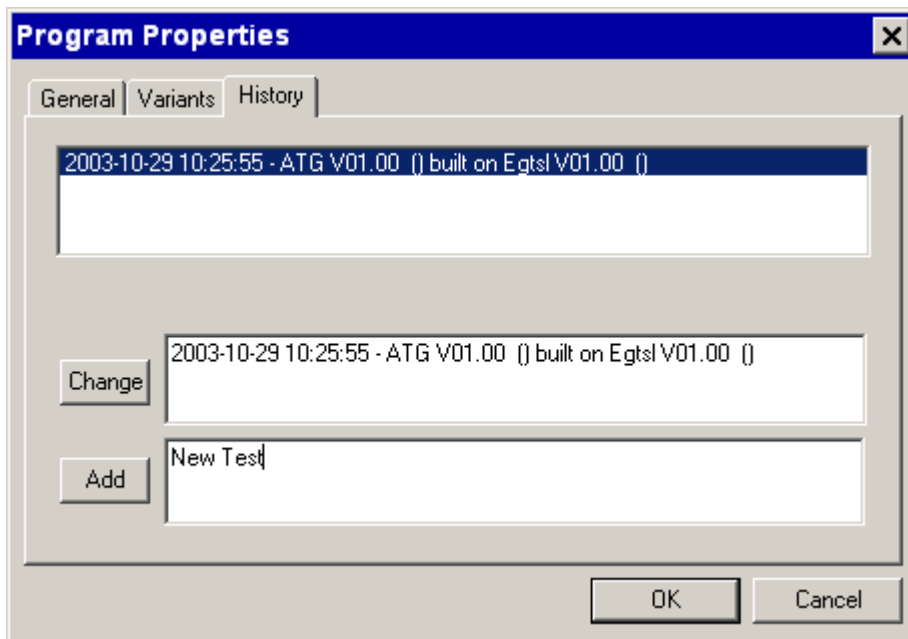 Program Properties
General Variants History
2003-10-29 10:25:55 - ATG V01.00  () built on Egtsl V01.00  ()
2003-10-29 10:25:55 - ATG V01.00  () built on Egtsl V01.00  ()
Change
New Test
Add
OK Cancel